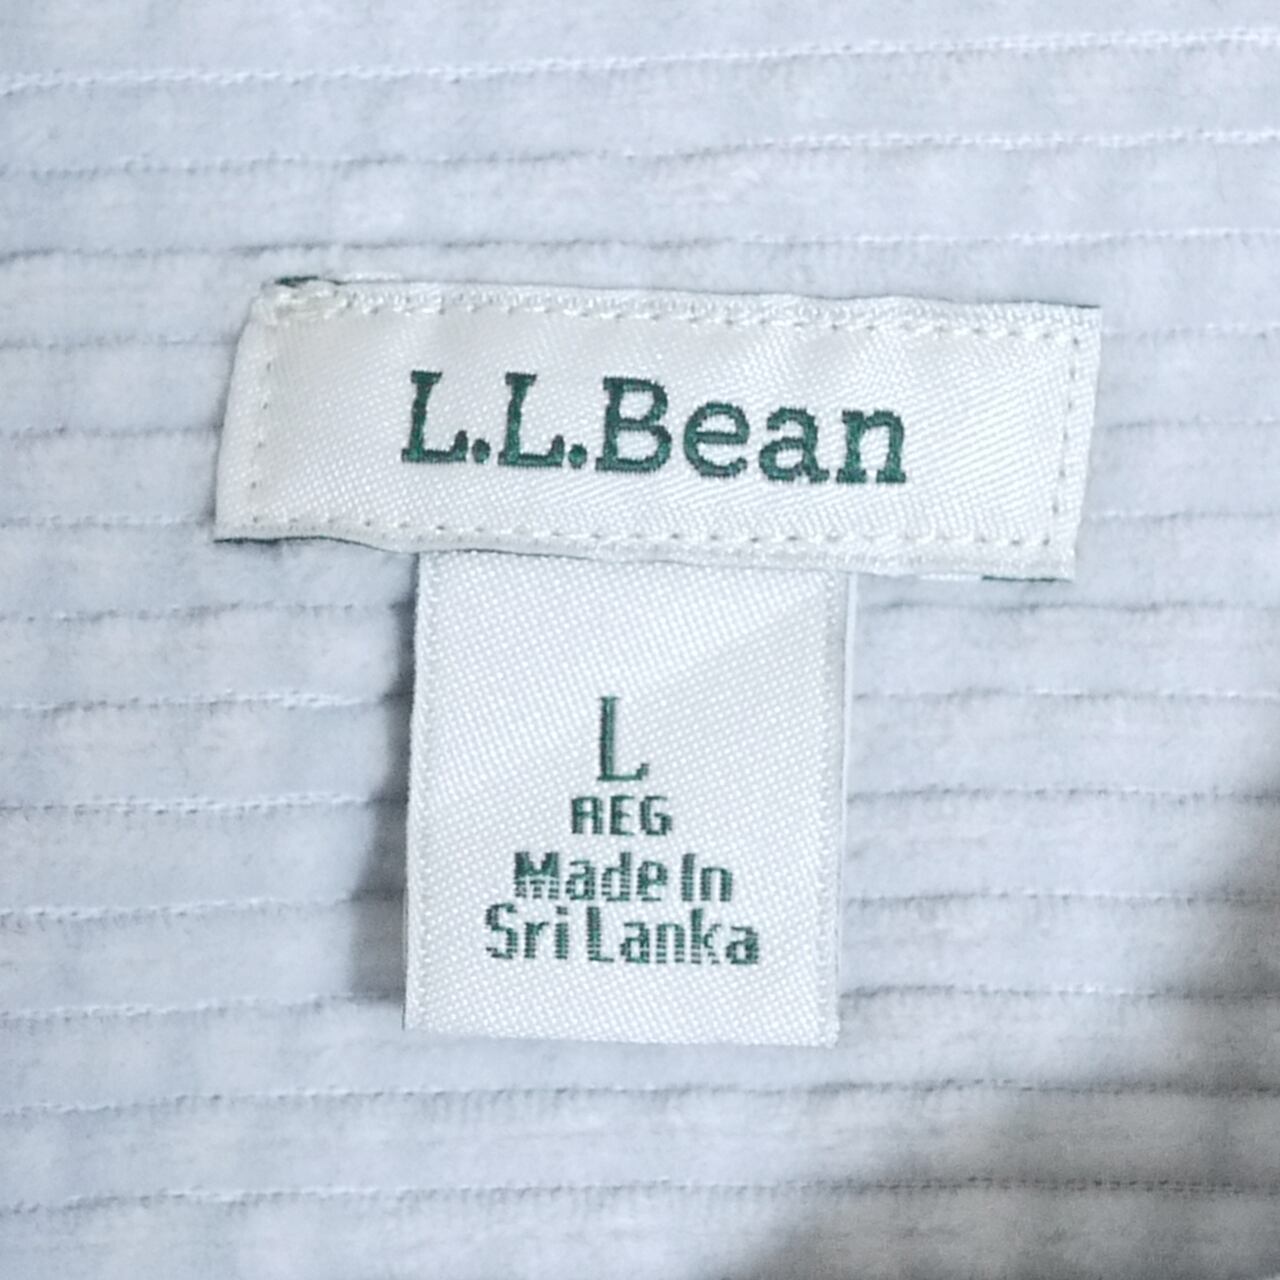 L.L.Bean
L
REG
Made In
Sri Lanka